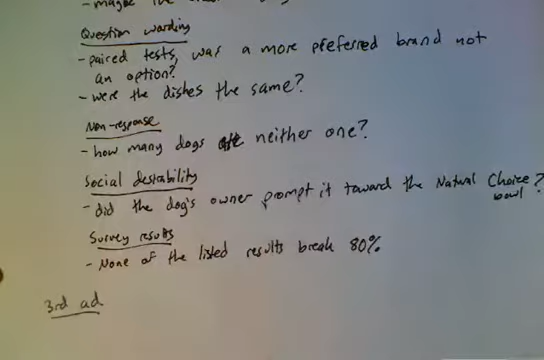 - maybe the
Question wording
- paired tests, was a more preferred brand not
an option?
- were the dishes the same?
Non-response
- how many dogs ate neither one?
Social desirability
- did the dog's owner prompt it toward the Natural Choice
bowl?
Survey results
- None of the listed results break 80%
3rd ad